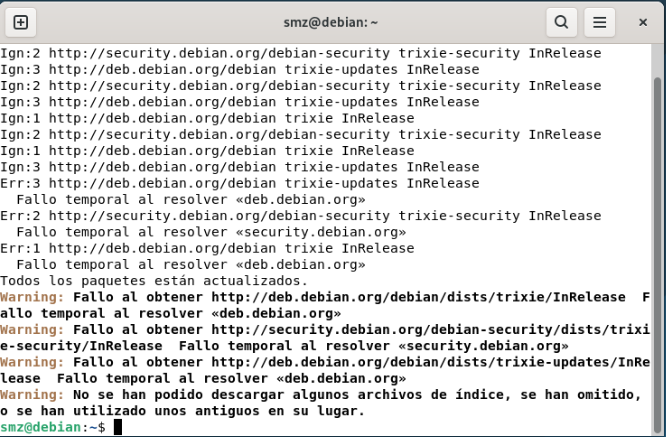 smz@debian: ~
Ign:2 http://security.debian.org/debian-security trixie-security InRelease
Ign:3 http://deb.debian.org/debian trixie-updates InRelease
Ign:2 http://security.debian.org/debian-security trixie-security InRelease
Ign:3 http://deb.debian.org/debian trixie-updates InRelease
Ign:1 http://deb.debian.org/debian trixie InRelease
Ign:2 http://security.debian.org/debian-security trixie-security InRelease
Ign:1 http://deb.debian.org/debian trixie InRelease
Ign:3 http://deb.debian.org/debian trixie-updates InRelease
Err:3 http://deb.debian.org/debian trixie-updates InRelease
  Fallo temporal al resolver «deb.debian.org»
Err:2 http://security.debian.org/debian-security trixie-security InRelease
  Fallo temporal al resolver «security.debian.org»
Err:1 http://deb.debian.org/debian trixie InRelease
  Fallo temporal al resolver «deb.debian.org»
Todos los paquetes están actualizados.
Warning: Fallo al obtener http://deb.debian.org/debian/dists/trixie/InRelease  F
allo temporal al resolver «deb.debian.org»
Warning: Fallo al obtener http://security.debian.org/debian-security/dists/trixi
e-security/InRelease  Fallo temporal al resolver «security.debian.org»
Warning: Fallo al obtener http://deb.debian.org/debian/dists/trixie-updates/InRe
lease  Fallo temporal al resolver «deb.debian.org»
Warning: No se han podido descargar algunos archivos de índice, se han omitido,
o se han utilizado unos antiguos en su lugar.
smz@debian:~$